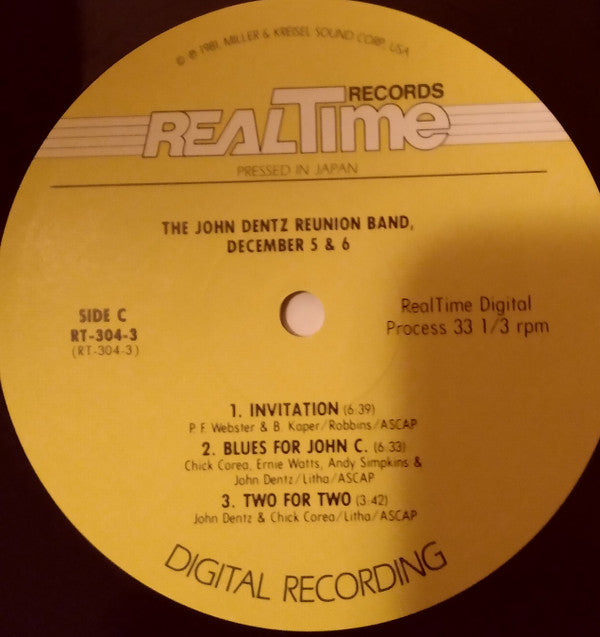 © ℗ 1981, MILLER & KREISEL SOUND CORP., USA
RECORDS
REALTime
PRESSED IN JAPAN
THE JOHN DENTZ REUNION BAND,
DECEMBER 5 & 6
SIDE C
RT-304-3
(RT-304-3)
RealTime Digital
Process 33 1/3 rpm
1. INVITATION (6:39)
P. F. Webster & B. Kaper/Robbins/ASCAP
2. BLUES FOR JOHN C. (6:33)
Chick Corea, Ernie Watts, Andy Simpkins &
John Dentz/Litha/ASCAP
3. TWO FOR TWO (3:42)
John Dentz & Chick Corea/Litha/ASCAP
DIGITAL RECORDING